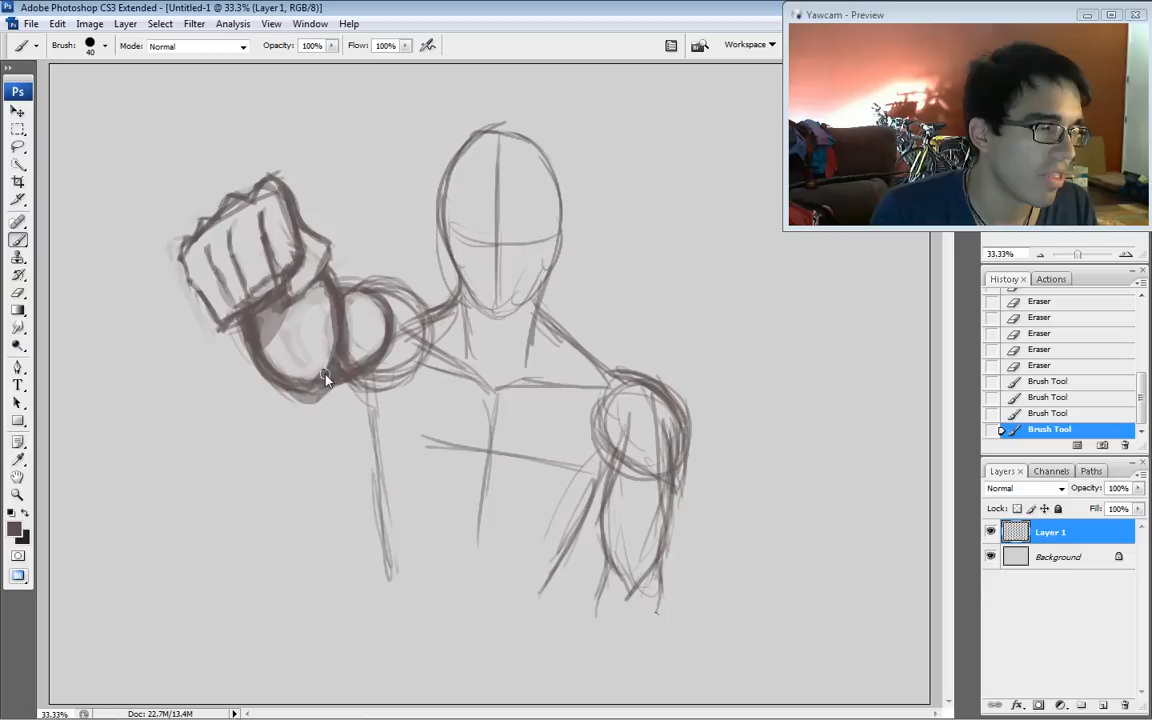 Adobe Photoshop CS3 Extended - [Untitled-1 @ 33.3% (Layer 1, RGB/8)]
File Edit Image Layer Select Filter Analysis View Window Help
Brush: 40 Mode: Normal Opacity: 100% Flow: 100% Workspace
Yawcam - Preview
Ps
T
33.33%
History Actions
Eraser
Eraser
Eraser
Eraser
Eraser
Brush Tool
Brush Tool
Brush Tool
Brush Tool
Layers Channels Paths
Normal Opacity: 100%
Lock: Fill: 100%
Layer 1
Background
33.33% Doc: 22.7M/13.4M